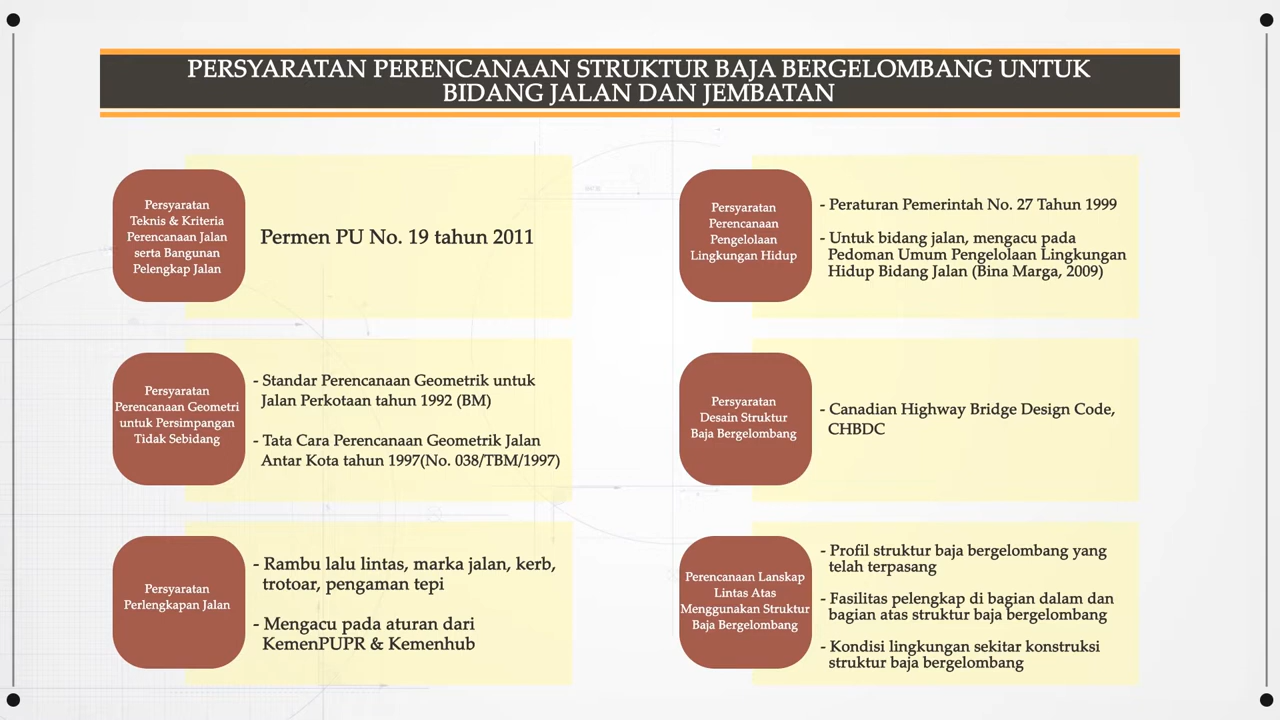 PERSYARATAN PERENCANAAN STRUKTUR BAJA BERGELOMBANG UNTUK
BIDANG JALAN DAN JEMBATAN
Persyaratan
Teknis & Kriteria
Perencanaan Jalan
serta Bangunan
Pelengkap Jalan
Permen PU No. 19 tahun 2011
Persyaratan
Perencanaan Geometri
untuk Persimpangan
Tidak Sebidang
- Standar Perencanaan Geometrik untuk
Jalan Perkotaan tahun 1992 (BM)
- Tata Cara Perencanaan Geometrik Jalan
Antar Kota tahun 1997(No. 038/TBM/1997)
Persyaratan
Perlengkapan Jalan
- Rambu lalu lintas, marka jalan, kerb,
trotoar, pengaman tepi
- Mengacu pada aturan dari
KemenPUPR & Kemenhub
Persyaratan
Perencanaan
Pengelolaan
Lingkungan Hidup
- Peraturan Pemerintah No. 27 Tahun 1999
- Untuk bidang jalan, mengacu pada
Pedoman Umum Pengelolaan Lingkungan
Hidup Bidang Jalan (Bina Marga, 2009)
Persyaratan
Desain Struktur
Baja Bergelombang
- Canadian Highway Bridge Design Code,
CHBDC
Perencanaan Lanskap
Lintas Atas
Menggunakan Struktur
Baja Bergelombang
- Profil struktur baja bergelombang yang
telah terpasang
- Fasilitas pelengkap di bagian dalam dan
bagian atas struktur baja bergelombang
- Kondisi lingkungan sekitar konstruksi
struktur baja bergelombang